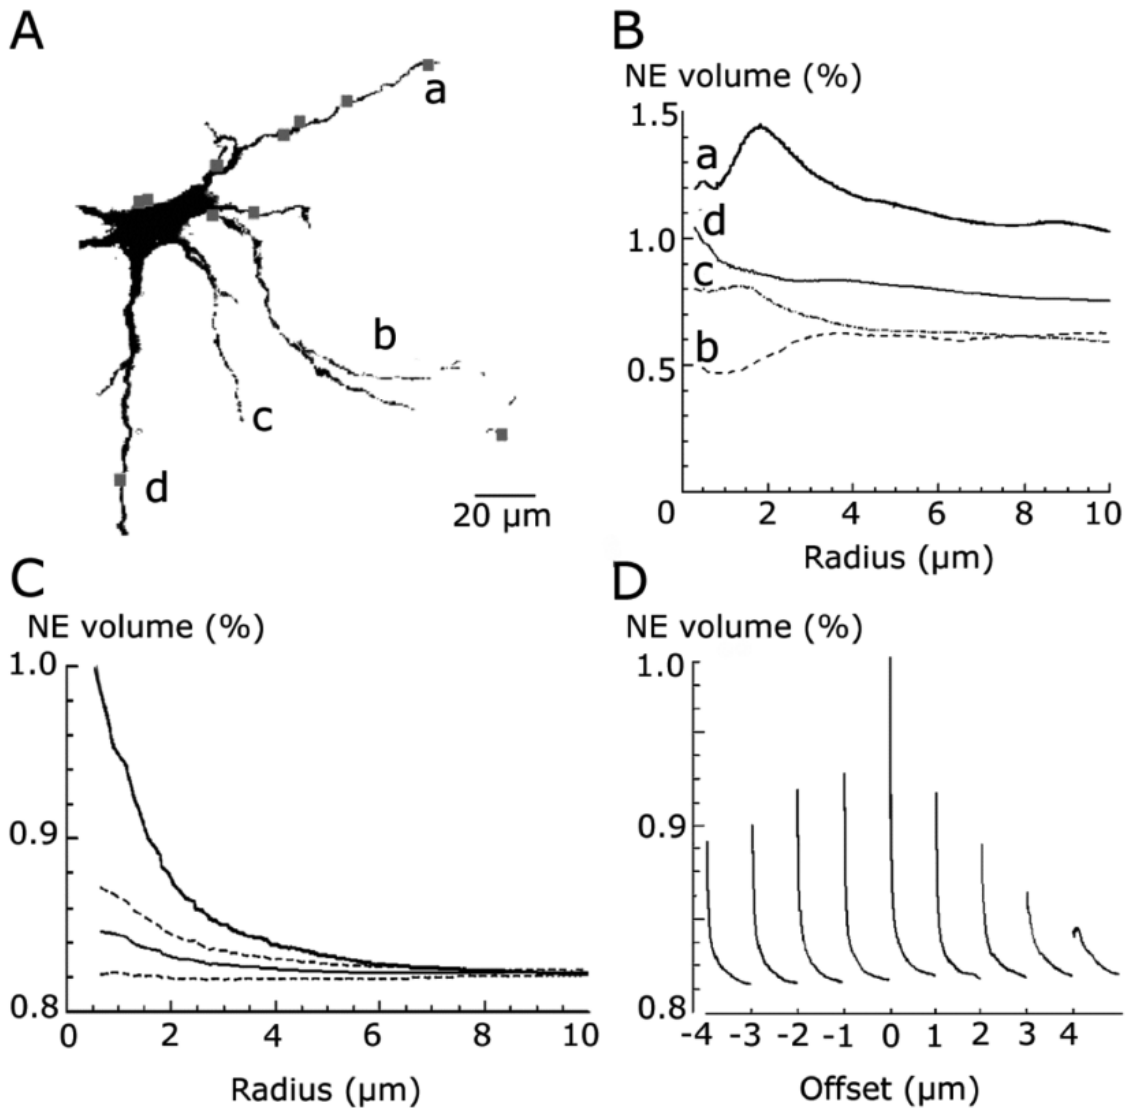 A
a
b
c
d
20 µm
B
NE volume (%)
1.5
a
d
1.0
c
b
0.5
0 2 4 6 8 10
Radius (µm)
C
NE volume (%)
1.0
0.9
0.8
0 2 4 6 8 10
Radius (µm)
D
NE volume (%)
1.0
0.9
0.8
-4 -3 -2 -1 0 1 2 3 4
Offset (µm)